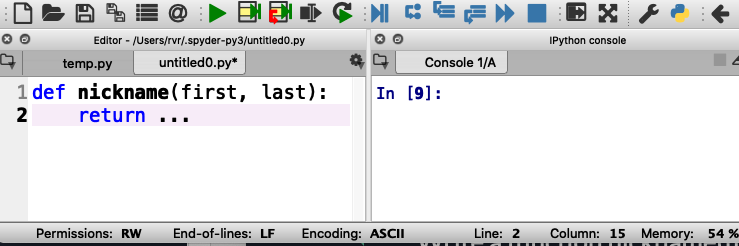 Editor - /Users/rvr/.spyder-py3/untitled0.py
temp.py
untitled0.py*
1 def nickname(first, last):
2     return ...
IPython console
Console 1/A
In [9]:
Permissions: RW End-of-lines: LF Encoding: ASCII Line: 2 Column: 15 Memory: 54 %